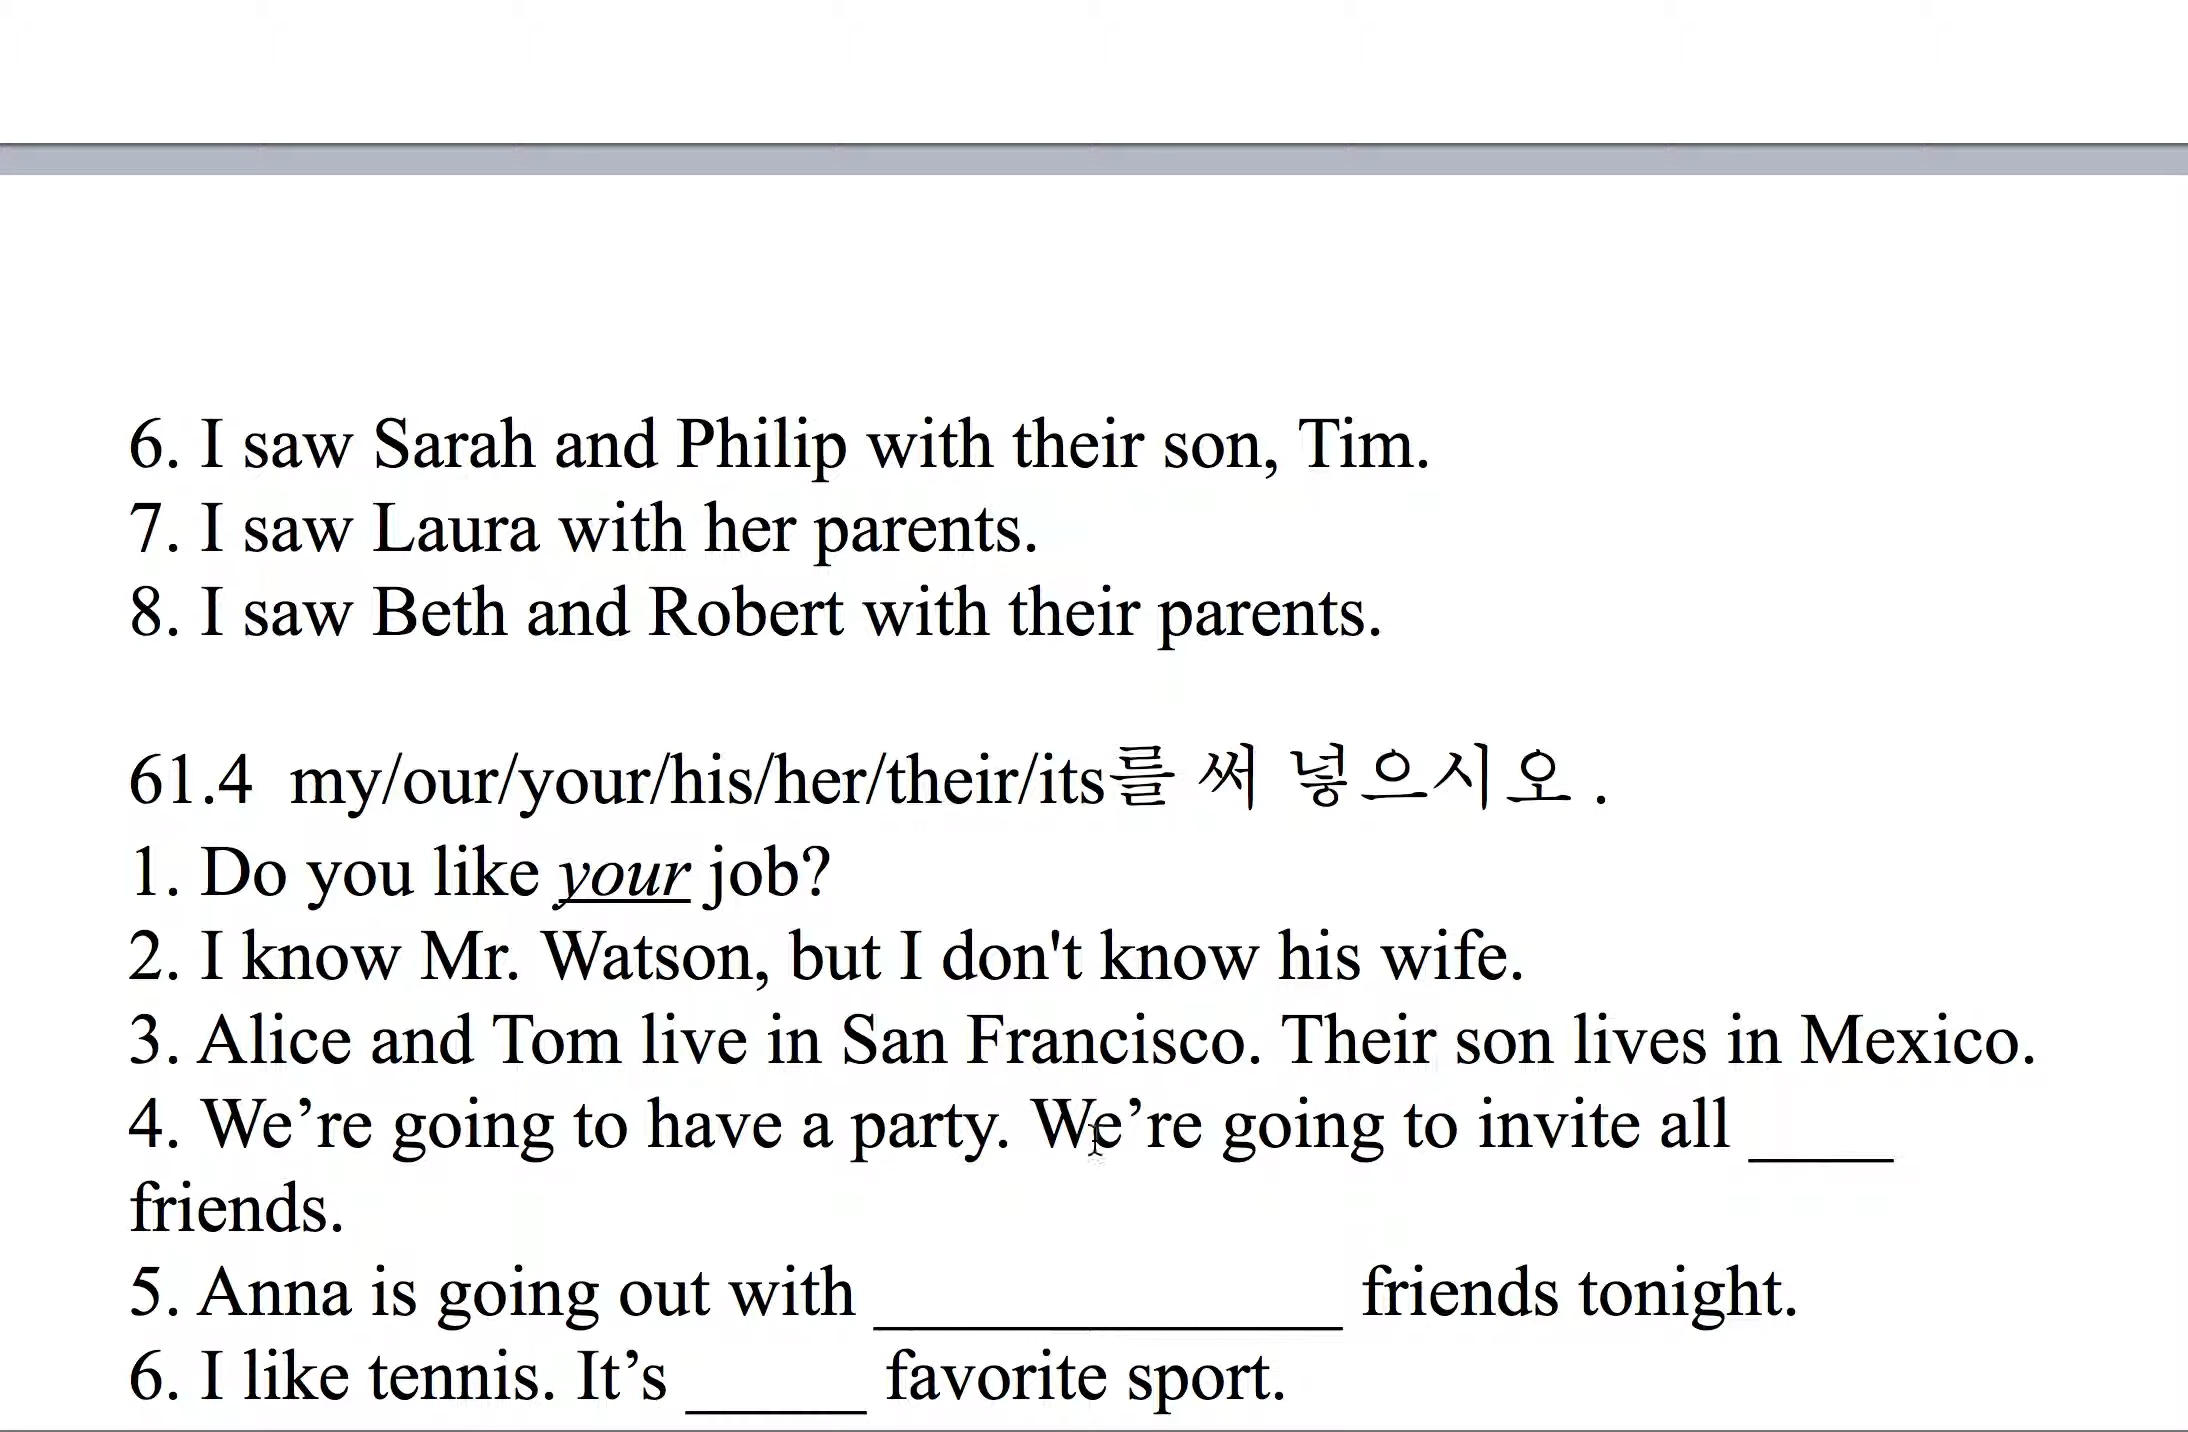 6. I saw Sarah and Philip with their son, Tim.
7. I saw Laura with her parents.
8. I saw Beth and Robert with their parents.
61.4  my/our/your/his/her/their/its를 써 넣으시오 .
1. Do you like your job?
2. I know Mr. Watson, but I don't know his wife.
3. Alice and Tom live in San Francisco. Their son lives in Mexico.
4. We’re going to have a party. We’re going to invite all ____
friends.
5. Anna is going out with _____________ friends tonight.
6. I like tennis. It’s _____ favorite sport.